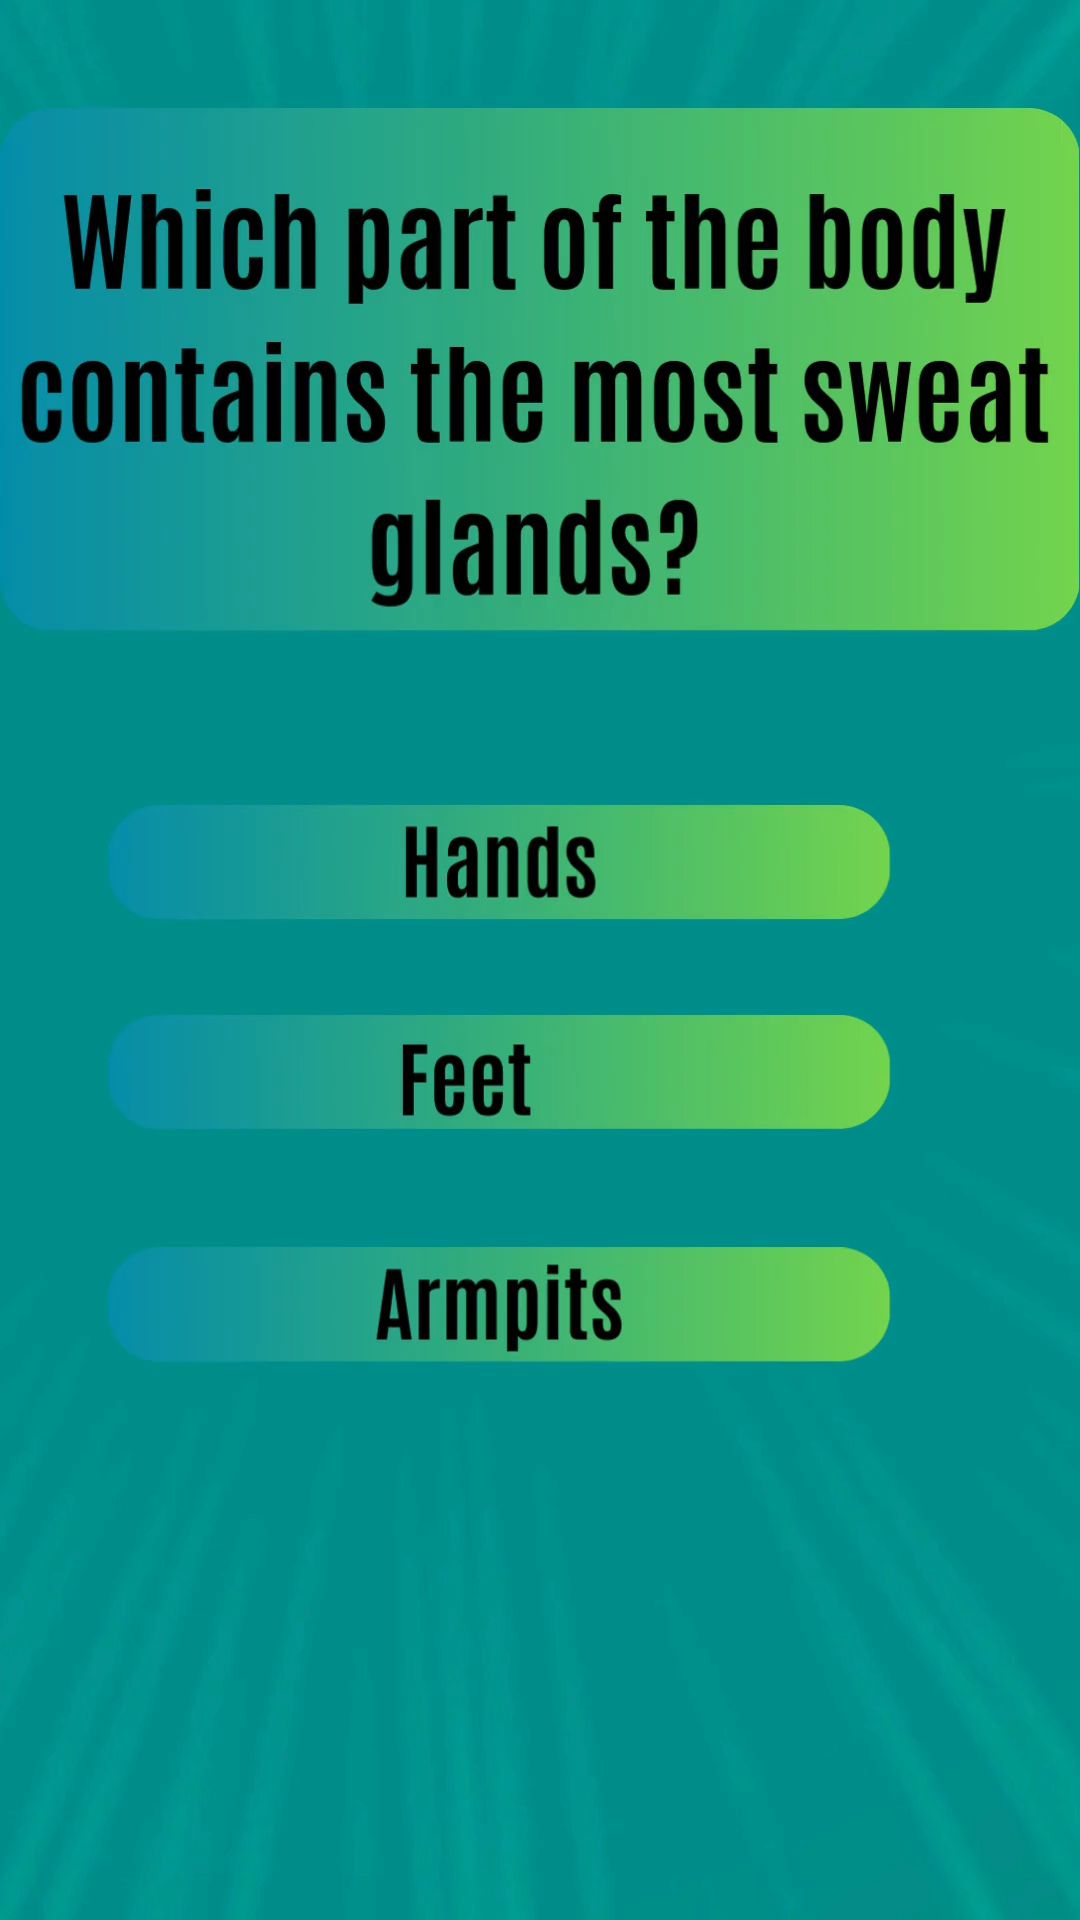 Which part of the body
contains the most sweat
glands?
Hands
Feet
Armpits